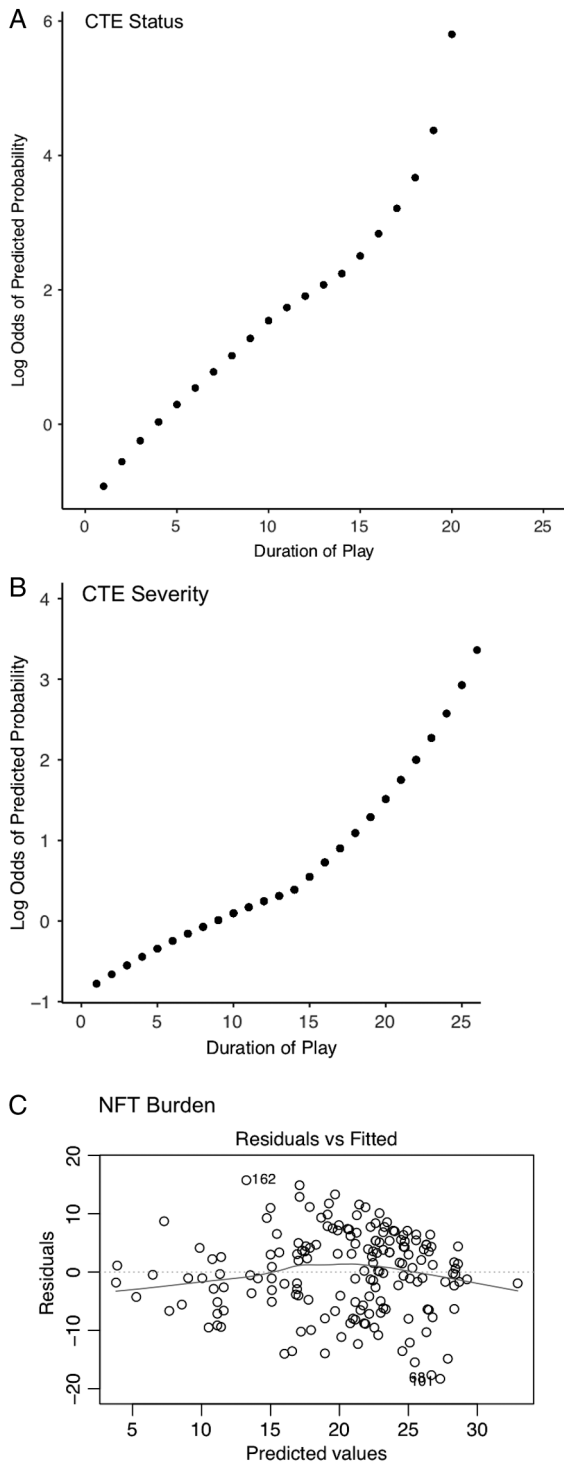 A
CTE Status
6
4
2
0
Log Odds of Predicted Probability
0 5 10 15 20 25
Duration of Play
B
CTE Severity
4
3
2
1
0
−1
Log Odds of Predicted Probability
0 5 10 15 20 25
Duration of Play
C
NFT Burden
Residuals vs Fitted
20
10
0
−10
−20
Residuals
162
101
5 10 15 20 25 30
Predicted values